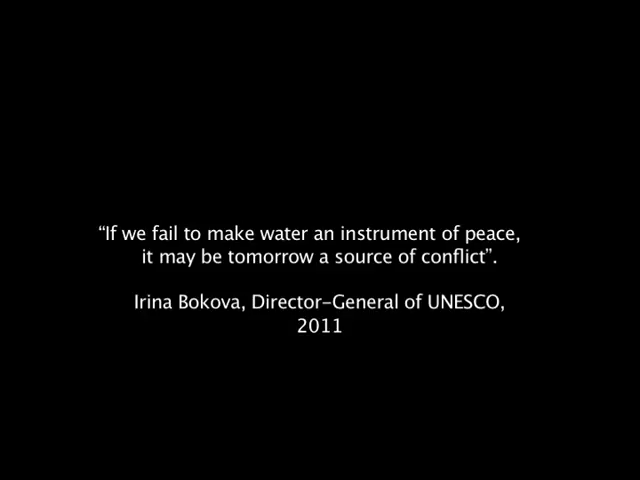 “If we fail to make water an instrument of peace,
it may be tomorrow a source of conflict”.
Irina Bokova, Director-General of UNESCO,
2011